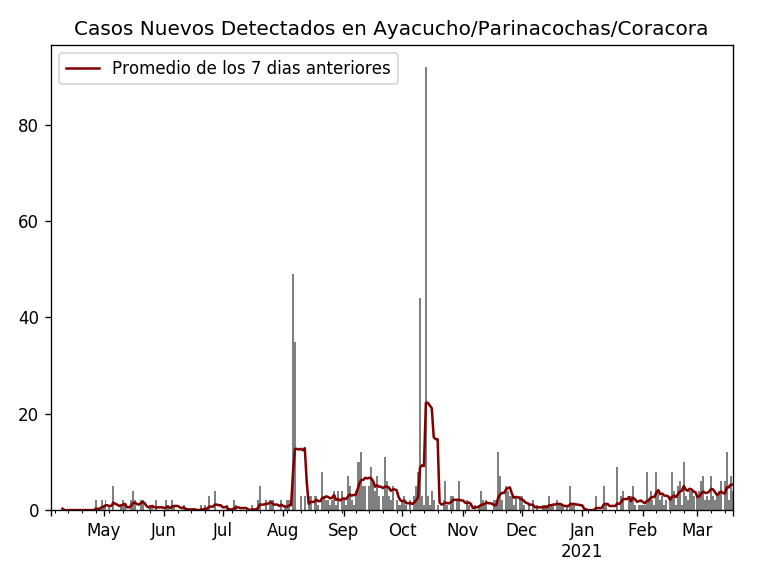 Casos Nuevos Detectados en Ayacucho/Parinacochas/Coracora
Promedio de los 7 dias anteriores
80
60
40
20
0
May Jun Jul Aug Sep Oct Nov Dec Jan Feb Mar
2021